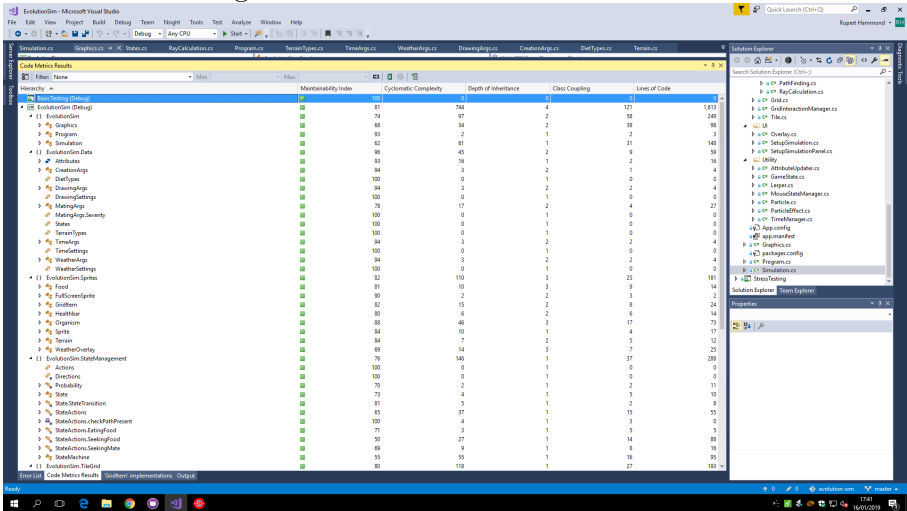 EvolutionSim - Microsoft Visual Studio
Quick Launch (Ctrl+Q)
File Edit View Project Build Debug Team Nsight Tools Test Analyze Window Help
Rupert Hammond
Debug Any CPU Start
Simulation.cs Graphics.cs States.cs RayCalculation.cs Program.cs TerrainTypes.cs TimeArgs.cs WeatherArgs.cs DrawingArgs.cs CreationArgs.cs DietTypes.cs Terrain.cs
Server Explorer
Toolbox
Code Metrics Results
Filter: None Min: Max:
Hierarchy Maintainability Index Cyclomatic Complexity Depth of Inheritance Class Coupling Lines of Code
BasicTesting (Debug) 100 0 0 0 0
EvolutionSim (Debug) 81 744 4 121 1,613
{} EvolutionSim 74 97 2 58 249
Graphics 68 34 2 39 98
Program 93 2 1 2 3
Simulation 62 61 1 31 148
{} EvolutionSim.Data 96 45 2 9 59
Attributes 93 16 1 2 16
CreationArgs 94 3 2 1 4
DietTypes 100 0 1 0 0
DrawingArgs 94 3 2 2 4
DrawingSettings 100 0 1 0 0
MatingArgs 78 17 2 4 27
MatingArgs.Severity 100 0 1 0 0
States 100 0 1 0 0
TerrainTypes 100 0 1 0 0
TimeArgs 94 3 2 2 4
TimeSettings 100 0 1 0 0
WeatherArgs 94 3 2 2 4
WeatherSettings 100 0 1 0 0
{} EvolutionSim.Sprites 82 110 3 25 181
Food 81 10 3 9 14
FullScreenSprite 90 2 2 3 2
GridItem 82 15 2 8 24
Healthbar 80 6 2 6 14
Organism 88 46 3 17 73
Sprite 84 10 1 4 17
Terrain 84 7 2 5 12
WeatherOverlay 69 14 3 7 25
{} EvolutionSim.StateManagement 76 146 1 37 288
Actions 100 0 1 0 0
Directions 100 0 1 0 0
Probability 70 2 1 2 11
State 73 4 1 5 10
State.StateTransition 81 5 1 2 8
StateActions 65 37 1 15 55
StateActions.checkPathPresent 100 4 1 3 0
StateActions.EatingFood 71 3 1 5 5
StateActions.SeekingFood 50 27 1 14 88
StateActions.SeekingMate 69 9 1 8 16
StateMachine 55 55 1 16 95
{} EvolutionSim.TileGrid 80 118 1 27 193
Error List Code Metrics Results 'GridItem' implementations Output
Solution Explorer
Search Solution Explorer (Ctrl+;)
PathFinding.cs
RayCalculation.cs
Grid.cs
GridInteractionManager.cs
Tile.cs
UI
Overlay.cs
SetupSimulation.cs
SetupSimulationPanel.cs
Utility
AttributeUpdater.cs
GameState.cs
Lerper.cs
MouseStateManager.cs
Particle.cs
ParticleEffect.cs
TimeManager.cs
App.config
app.manifest
Graphics.cs
packages.config
Program.cs
Simulation.cs
StressTesting
Solution Explorer Team Explorer
Properties
Diagnostic Tools
Ready
0 0 evolution-sim master
17:41
16/01/2019